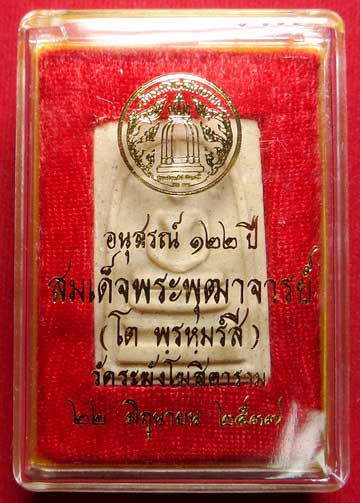 อนุสรณ์ ๑๒๒ ปี
สมเด็จพระพุฒาจารย์
(โต พรหมรํสี)
วัดระฆังโฆสิตาราม
๒๒ มิถุนายน ๒๕๓๗